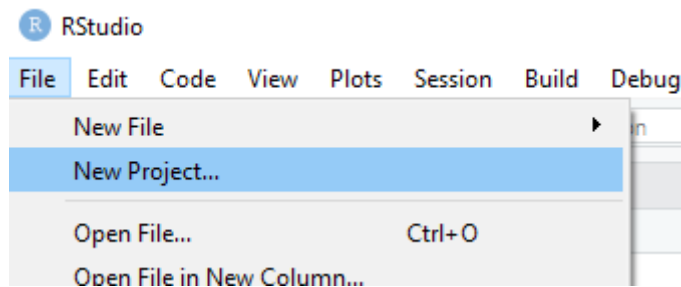 R RStudio
File Edit Code View Plots Session Build Debug
New File
New Project...
Open File... Ctrl+O
Open File in New Column...